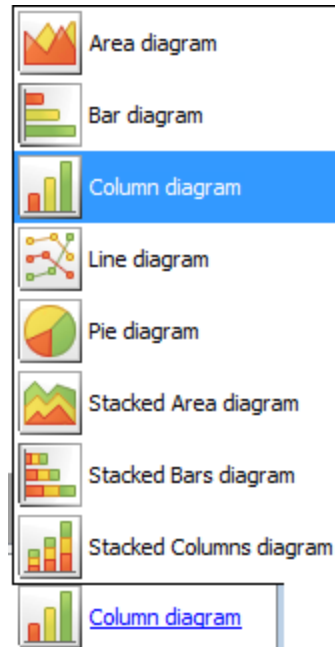 Area diagram
Bar diagram
Column diagram
Line diagram
Pie diagram
Stacked Area diagram
Stacked Bars diagram
Stacked Columns diagram
Column diagram